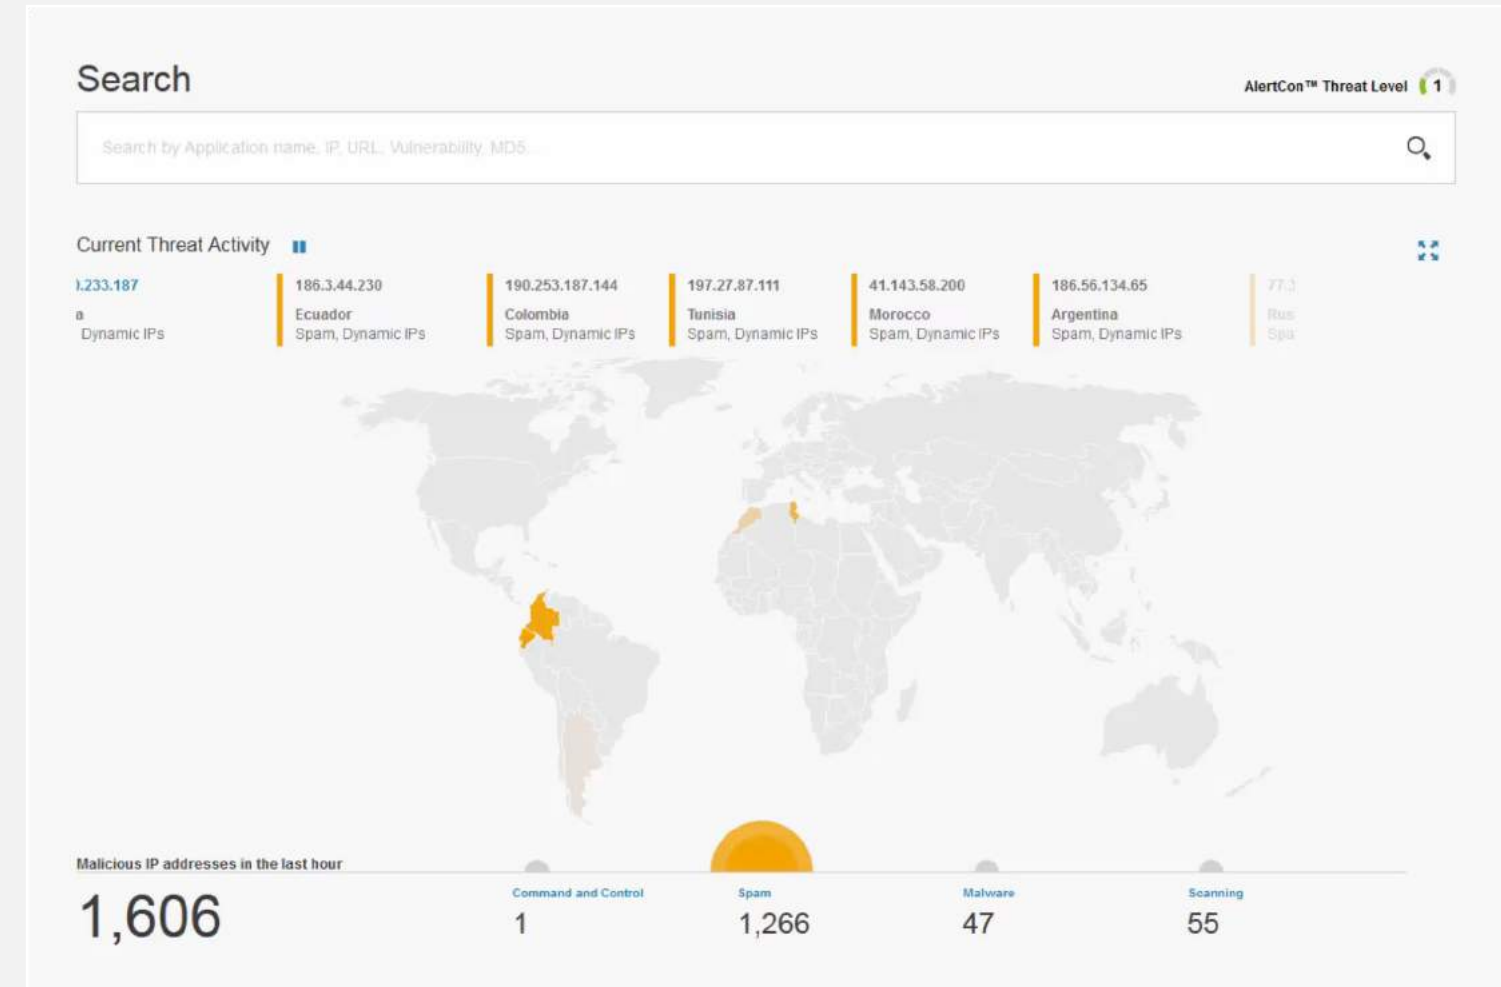 Search
AlertCon™ Threat Level 1
Search by Application name, IP, URL, Vulnerability, MD5...
Current Threat Activity
.233.187
a
Dynamic IPs
186.3.44.230
Ecuador
Spam, Dynamic IPs
190.253.187.144
Colombia
Spam, Dynamic IPs
197.27.87.111
Tunisia
Spam, Dynamic IPs
41.143.58.200
Morocco
Spam, Dynamic IPs
186.56.134.65
Argentina
Spam, Dynamic IPs
77.3
Rus
Spa
Malicious IP addresses in the last hour
1,606
Command and Control
1
Spam
1,266
Malware
47
Scanning
55